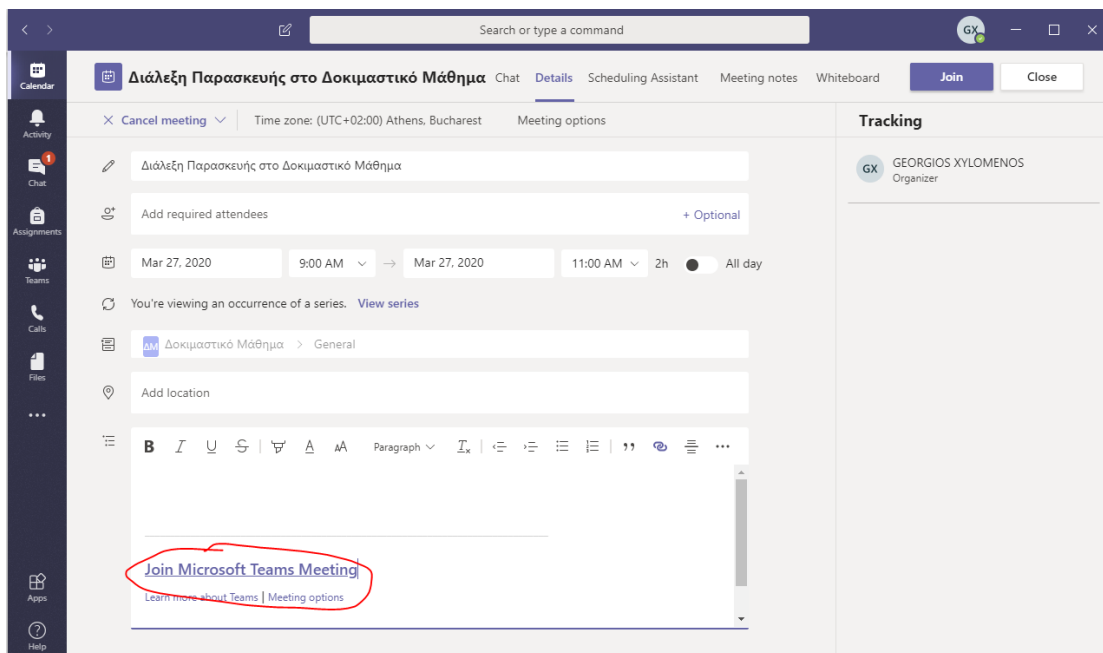 Search or type a command
GX
Calendar
Activity
1
Chat
Assignments
Teams
Calls
Files
Apps
Help
Διάλεξη Παρασκευής στο Δοκιμαστικό Μάθημα Chat Details Scheduling Assistant Meeting notes Whiteboard Join Close
Cancel meeting Time zone: (UTC+02:00) Athens, Bucharest Meeting options
Διάλεξη Παρασκευής στο Δοκιμαστικό Μάθημα
Add required attendees + Optional
Mar 27, 2020 9:00 AM → Mar 27, 2020 11:00 AM 2h All day
You're viewing an occurrence of a series. View series
ΔΜ Δοκιμαστικό Μάθημα > General
Add location
B I U S A AA Paragraph Tx
Join Microsoft Teams Meeting
Learn more about Teams | Meeting options
Tracking
GX GEORGIOS XYLOMENOS
Organizer